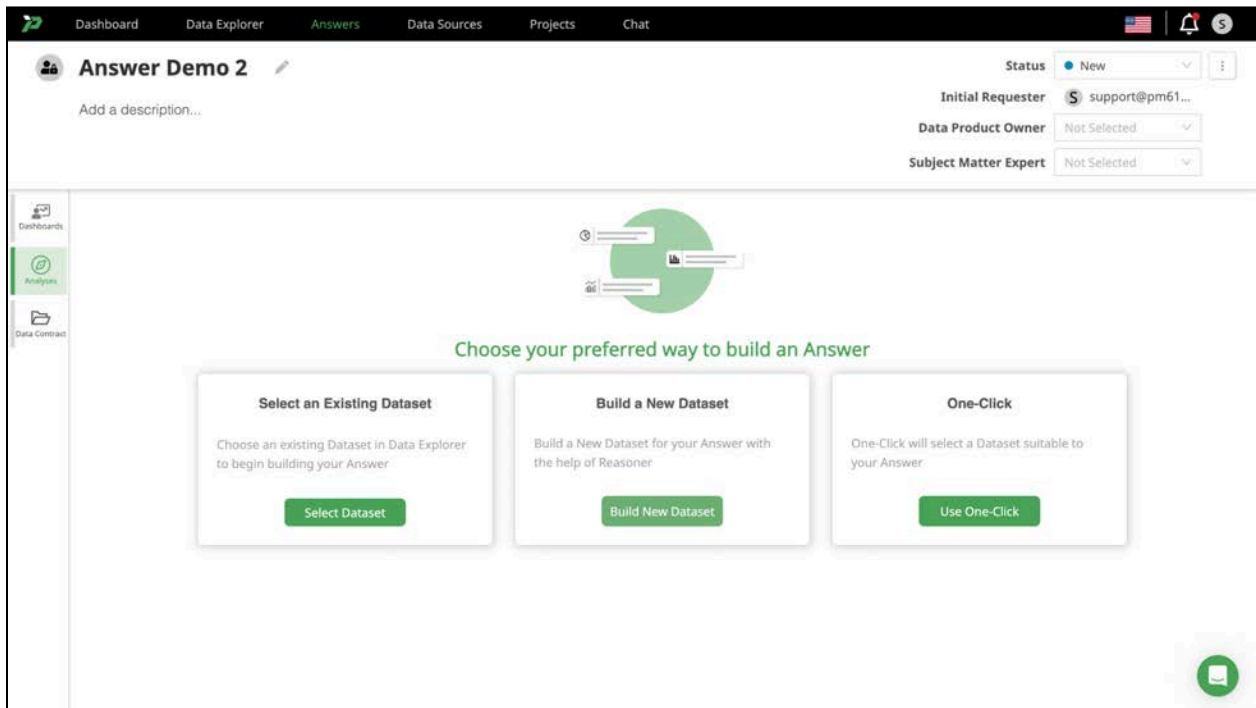 Dashboard Data Explorer Answers Data Sources Projects Chat S
Answer Demo 2
Add a description...
Status New
Initial Requester S support@pm61...
Data Product Owner Not Selected
Subject Matter Expert Not Selected
Dashboards
Analyses
Data Contract
Choose your preferred way to build an Answer
Select an Existing Dataset
Choose an existing Dataset in Data Explorer
to begin building your Answer
Select Dataset
Build a New Dataset
Build a New Dataset for your Answer with
the help of Reasoner
Build New Dataset
One-Click
One-Click will select a Dataset suitable to
your Answer
Use One-Click